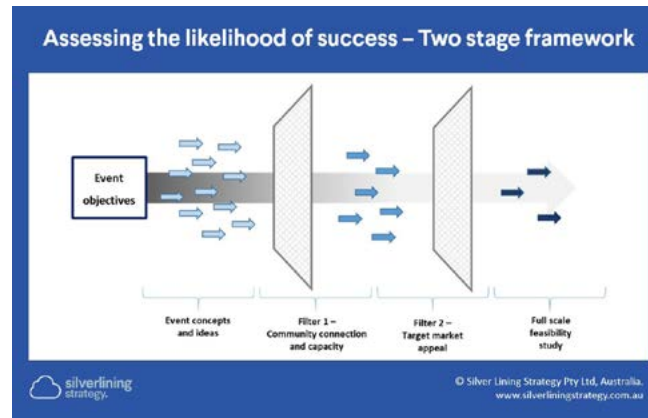 Assessing the likelihood of success – Two stage framework
Event
objectives
Event concepts
and ideas
Filter 1 –
Community connection
and capacity
Filter 2 –
Target market
appeal
Full scale
feasibility
study
silverlining
strategy.
© Silver Lining Strategy Pty Ltd, Australia.
www.silverliningstrategy.com.au